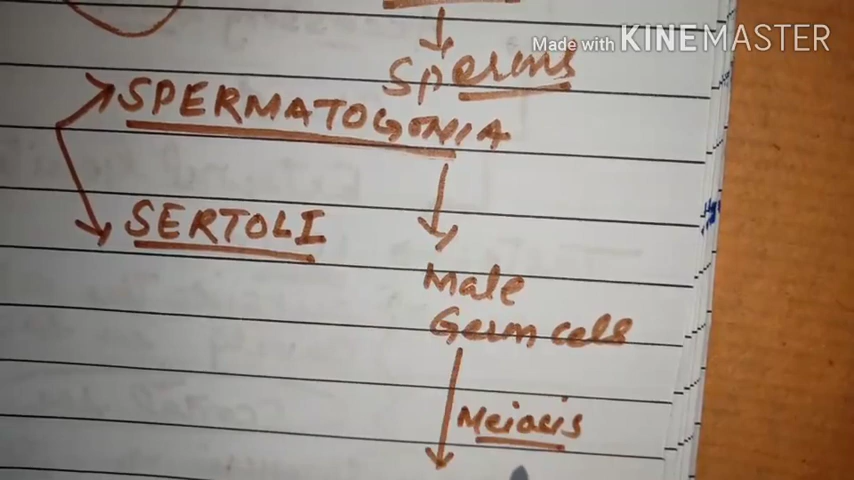 Made with KINEMASTER
Sperms
SPERMATOGONIA
SERTOLI
Male
Germ cells
Meiosis